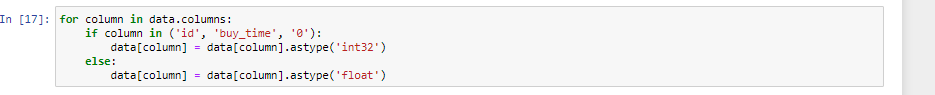 In [17]: for column in data.columns:
    if column in ('id', 'buy_time', '0'):
        data[column] = data[column].astype('int32')
    else:
        data[column] = data[column].astype('float')